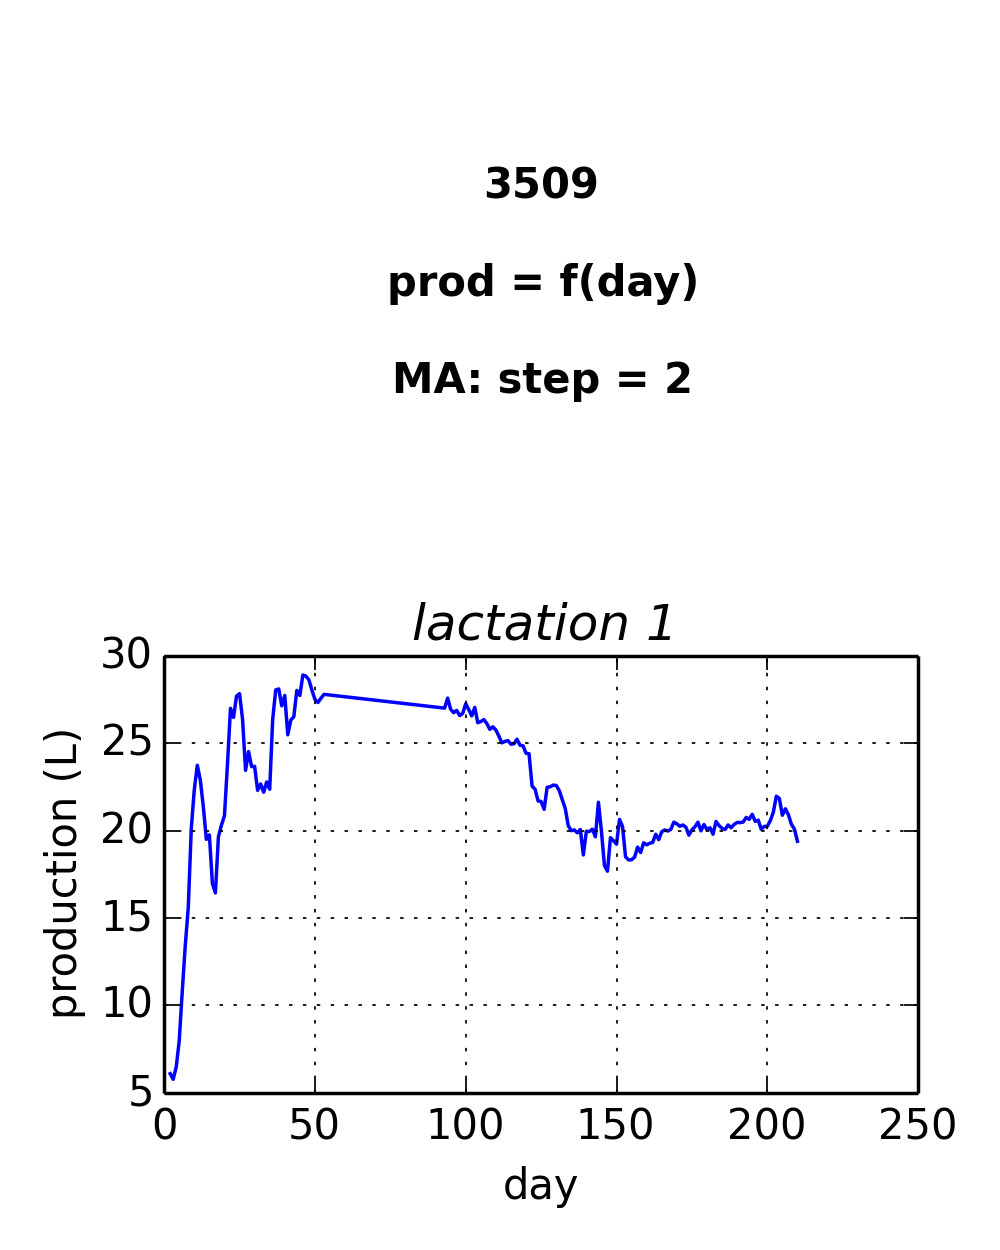 3509
prod = f(day)
MA: step = 2
lactation 1
30
25
20
15
10
5
production (L)
0 50 100 150 200 250
day